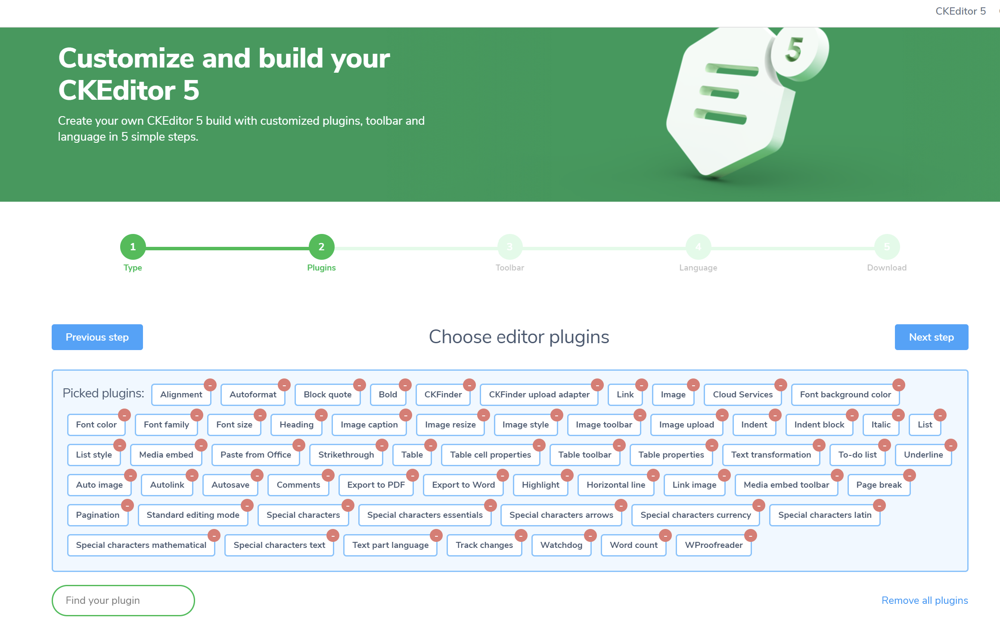 CKEditor 5
Customize and build your
CKEditor 5
5
Create your own CKEditor 5 build with customized plugins, toolbar and
language in 5 simple steps.
1 2 3 4 5
Type Plugins Toolbar Language Download
Previous step Choose editor plugins Next step
Picked plugins: Alignment - Autoformat - Block quote - Bold - CKFinder - CKFinder upload adapter - Link - Image - Cloud Services - Font background color -
Font color - Font family - Font size - Heading - Image caption - Image resize - Image style - Image toolbar - Image upload - Indent - Indent block - Italic - List -
List style - Media embed - Paste from Office - Strikethrough - Table - Table cell properties - Table toolbar - Table properties - Text transformation - To-do list - Underline -
Auto image - Autolink - Autosave - Comments - Export to PDF - Export to Word - Highlight - Horizontal line - Link image - Media embed toolbar - Page break -
Pagination - Standard editing mode - Special characters - Special characters essentials - Special characters arrows - Special characters currency - Special characters latin -
Special characters mathematical - Special characters text - Text part language - Track changes - Watchdog - Word count - WProofreader -
Find your plugin Remove all plugins